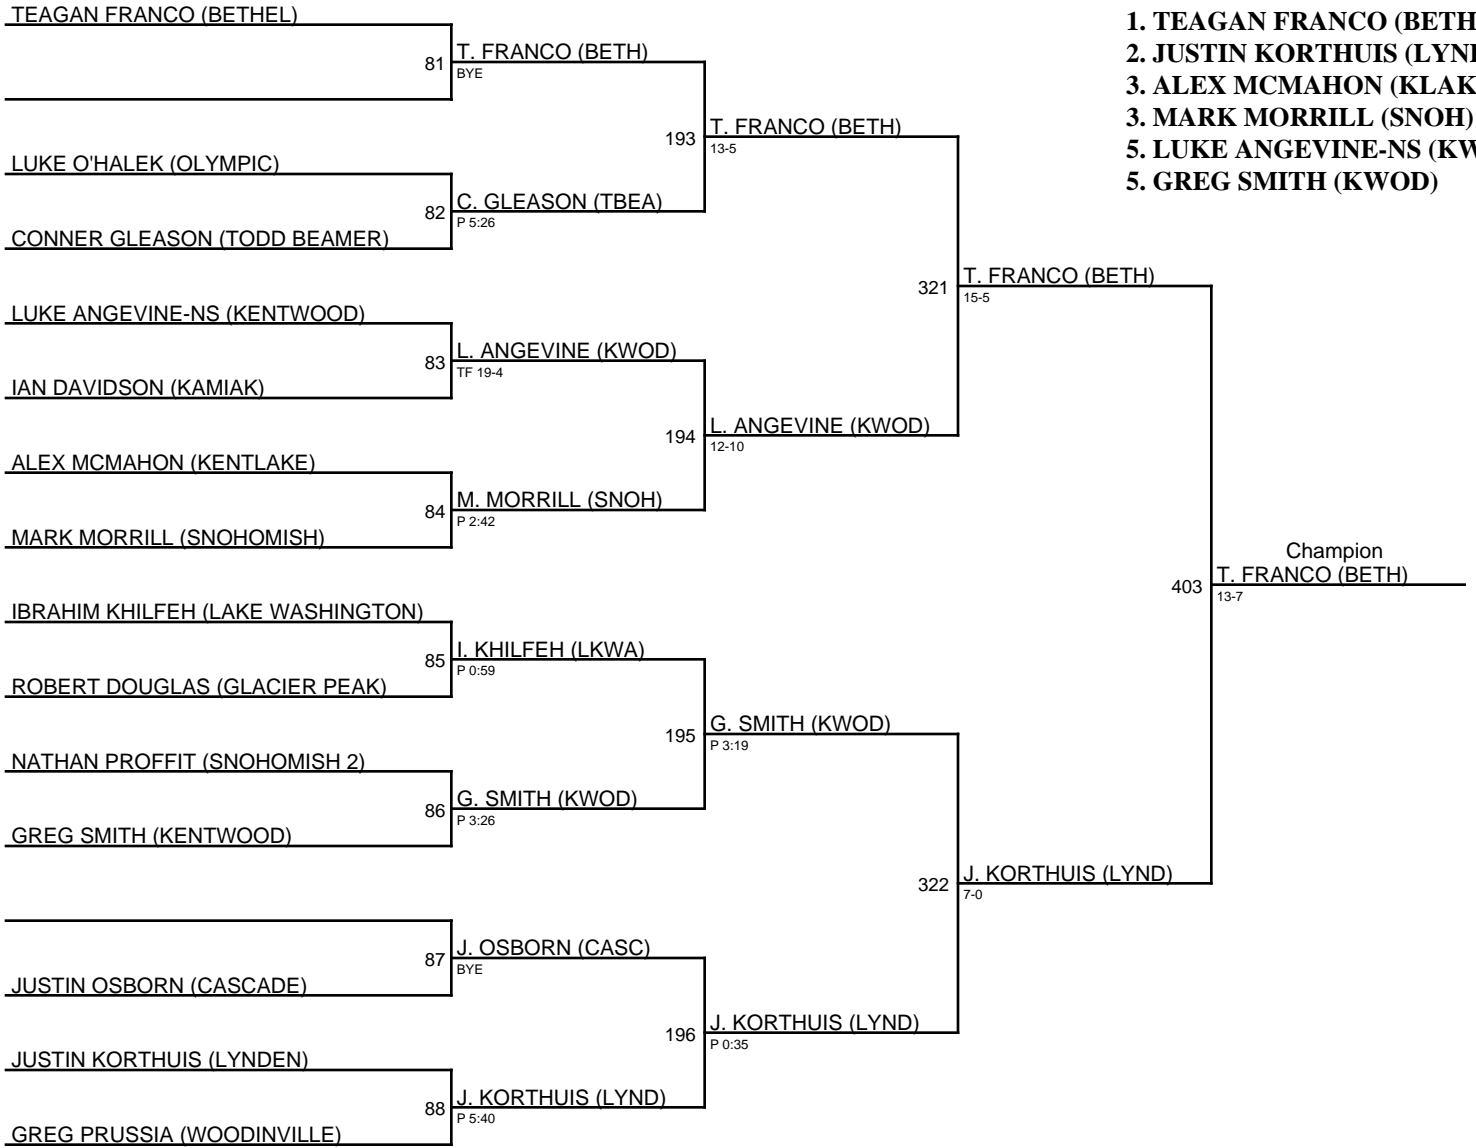 TEAGAN FRANCO (BETHEL)
81
T. FRANCO (BETH)
BYE
LUKE O'HALEK (OLYMPIC)
82
C. GLEASON (TBEA)
P 5:26
CONNER GLEASON (TODD BEAMER)
193
T. FRANCO (BETH)
13-5
LUKE ANGEVINE-NS (KENTWOOD)
83
L. ANGEVINE (KWOD)
TF 19-4
IAN DAVIDSON (KAMIAK)
194
L. ANGEVINE (KWOD)
12-10
ALEX MCMAHON (KENTLAKE)
84
M. MORRILL (SNOH)
P 2:42
MARK MORRILL (SNOHOMISH)
321
T. FRANCO (BETH)
15-5
IBRAHIM KHILFEH (LAKE WASHINGTON)
85
I. KHILFEH (LKWA)
P 0:59
ROBERT DOUGLAS (GLACIER PEAK)
195
G. SMITH (KWOD)
P 3:19
NATHAN PROFFIT (SNOHOMISH 2)
86
G. SMITH (KWOD)
P 3:26
GREG SMITH (KENTWOOD)
322
J. KORTHUIS (LYND)
7-0
87
J. OSBORN (CASC)
BYE
JUSTIN OSBORN (CASCADE)
196
J. KORTHUIS (LYND)
P 0:35
JUSTIN KORTHUIS (LYNDEN)
88
J. KORTHUIS (LYND)
P 5:40
GREG PRUSSIA (WOODINVILLE)
403
Champion
T. FRANCO (BETH)
13-7
1. TEAGAN FRANCO (BETH
2. JUSTIN KORTHUIS (LYN
3. ALEX MCMAHON (KLAK
3. MARK MORRILL (SNOH)
5. LUKE ANGEVINE-NS (KW
5. GREG SMITH (KWOD)